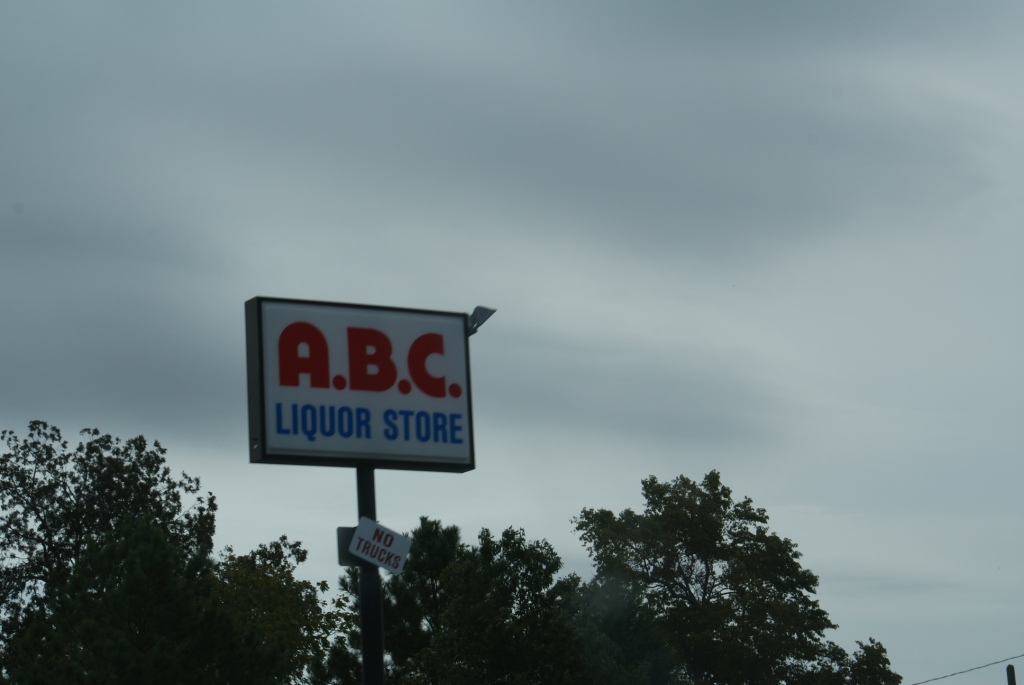 A.B.C.
LIQUOR STORE
NO
TRUCKS